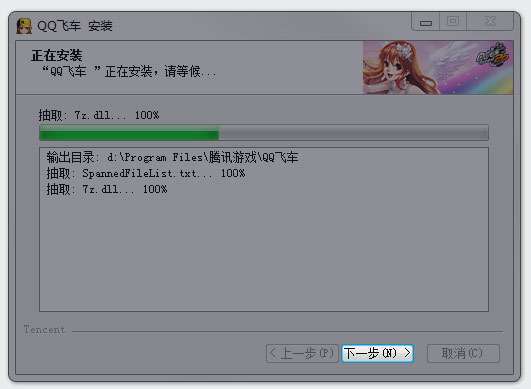 QQ飞车 安装
正在安装
“QQ飞车 ”正在安装，请等候...
抽取: 7z.dll... 100%
输出目录: d:\Program Files\腾讯游戏\QQ飞车
抽取: SpannedFileList.txt... 100%
抽取: 7z.dll... 100%
Tencent
< 上一步(P) 下一步(N) > 取消(C)